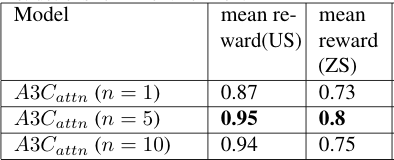 Model mean re- mean
ward(US) reward
(ZS)
A3C_attn (n = 1) 0.87 0.73
A3C_attn (n = 5) 0.95 0.8
A3C_attn (n = 10) 0.94 0.75